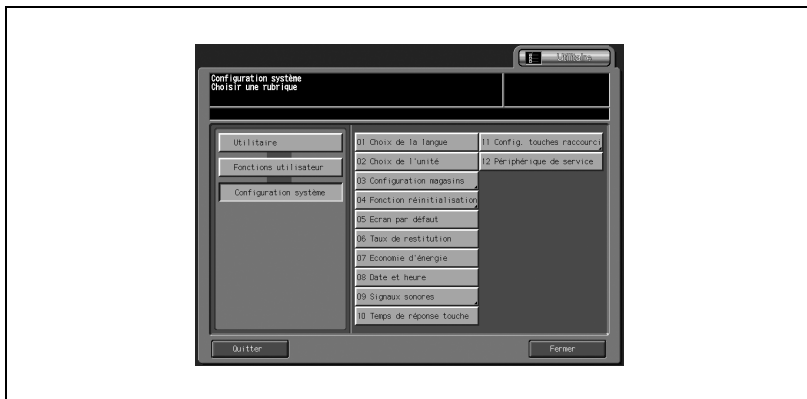 Utilitaire
Configuration système
Choisir une rubrique
Utilitaire
Fonctions utilisateur
Configuration système
01 Choix de la langue
02 Choix de l'unité
03 Configuration magasins
04 Fonction réinitialisation
05 Ecran par défaut
06 Taux de restitution
07 Economie d'énergie
08 Date et heure
09 Signaux sonores
10 Temps de réponse touche
11 Config. touches raccourci
12 Périphérique de service
Quitter
Fermer